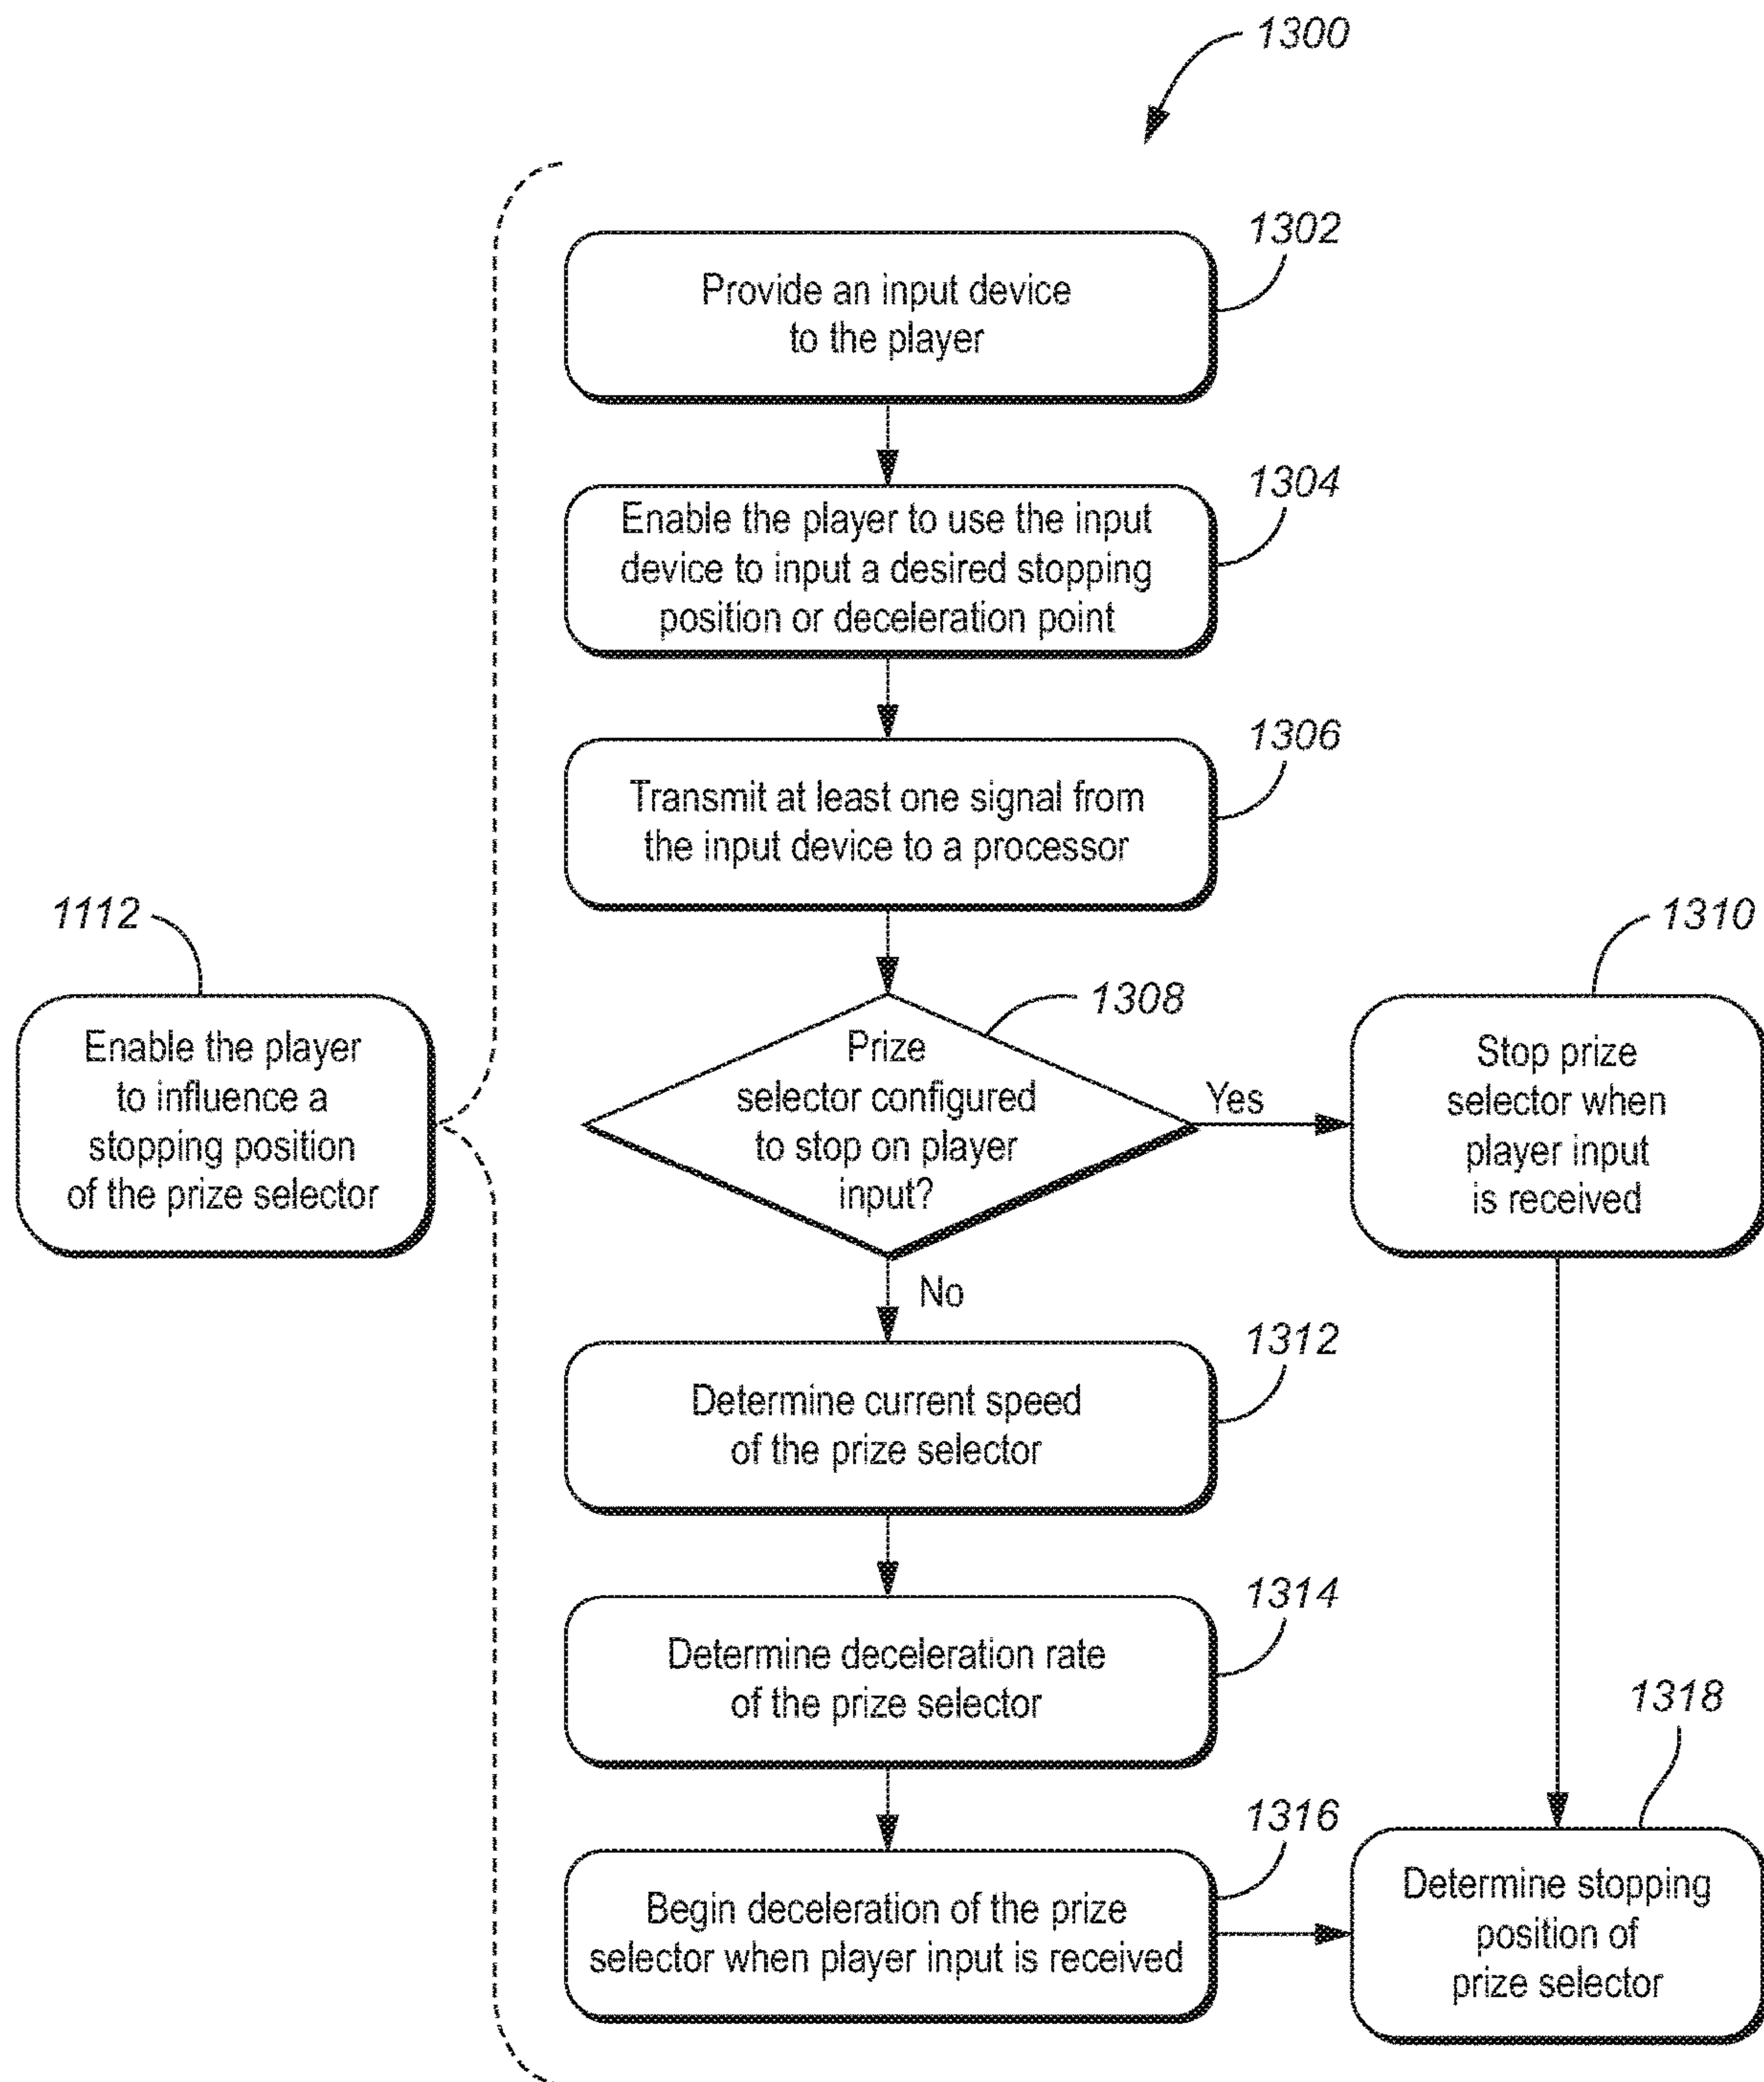 1300
1302
Provide an input device
to the player
1304
Enable the player to use the input
device to input a desired stopping
position or deceleration point
1306
Transmit at least one signal from
the input device to a processor
1112
Enable the player
to influence a
stopping position
of the prize selector
1308
Prize
selector configured
to stop on player
input?
Yes
1310
Stop prize
selector when
player input
is received
No
1312
Determine current speed
of the prize selector
1314
Determine deceleration rate
of the prize selector
1316
Begin deceleration of the prize
selector when player input is received
1318
Determine stopping
position of
prize selector